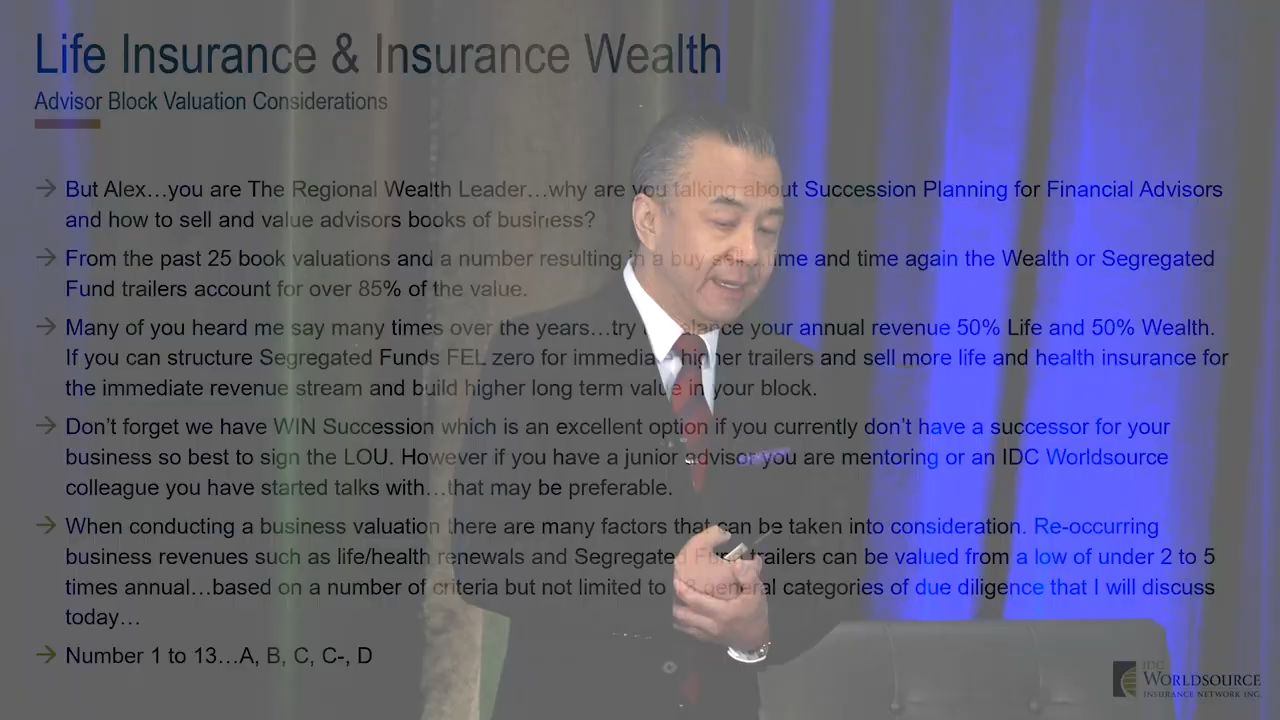 Life Insurance & Insurance Wealth
Advisor Block Valuation Considerations
→ But Alex…you are The Regional Wealth Leader…why are you talking about Succession Planning for Financial Advisors
and how to sell and value advisors books of business?
→ From the past 25 book valuations and a number resulting in a buy sell…time and time again the Wealth or Segregated
Fund trailers account for over 85% of the value.
→ Many of you heard me say many times over the years…try to balance your annual revenue 50% Life and 50% Wealth.
If you can structure Segregated Funds FEL zero for immediate higher trailers and sell more life and health insurance for
the immediate revenue stream and build higher long term value in your block.
→ Don't forget we have WIN Succession which is an excellent option if you currently don't have a successor for your
business so best to sign the LOU. However if you have a junior advisor you are mentoring or an IDC Worldsource
colleague you have started talks with…that may be preferable.
→ When conducting a business valuation there are many factors that can be taken into consideration. Re-occurring
business revenues such as life/health renewals and Segregated Fund trailers can be valued from a low of under 2 to 5
times annual…based on a number of criteria but not limited to general categories of due diligence that I will discuss
today…
→ Number 1 to 13…A, B, C, C-, D
IDC
WORLDSOURCE
INSURANCE NETWORK INC.